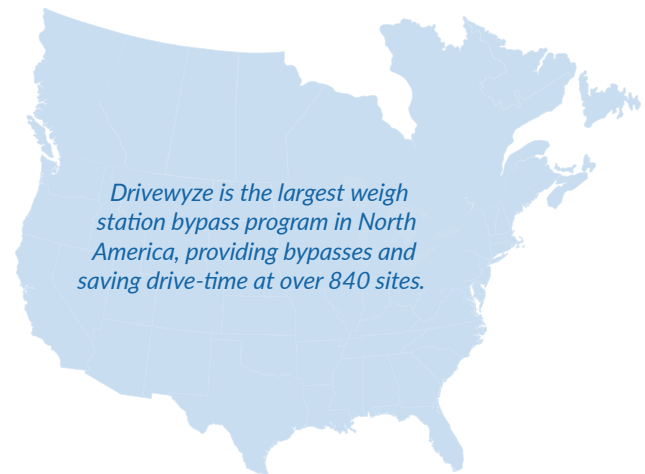 Drivewyze is the largest weigh
station bypass program in North
America, providing bypasses and
saving drive-time at over 840 sites.